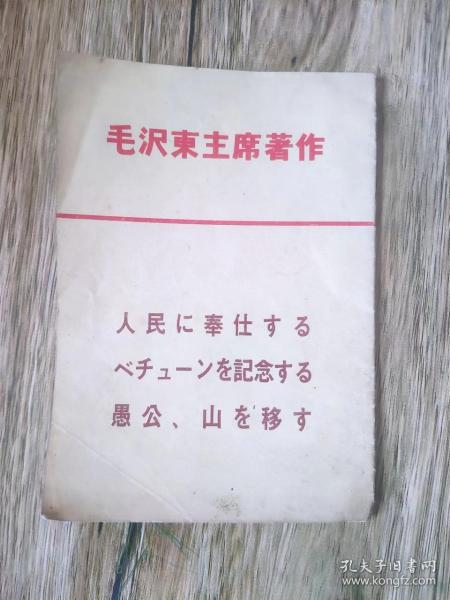 毛沢東主席著作
人民に奉仕する
ベチューンを記念する
愚公、山を移す
孔夫子旧书网
www.kongfz.com